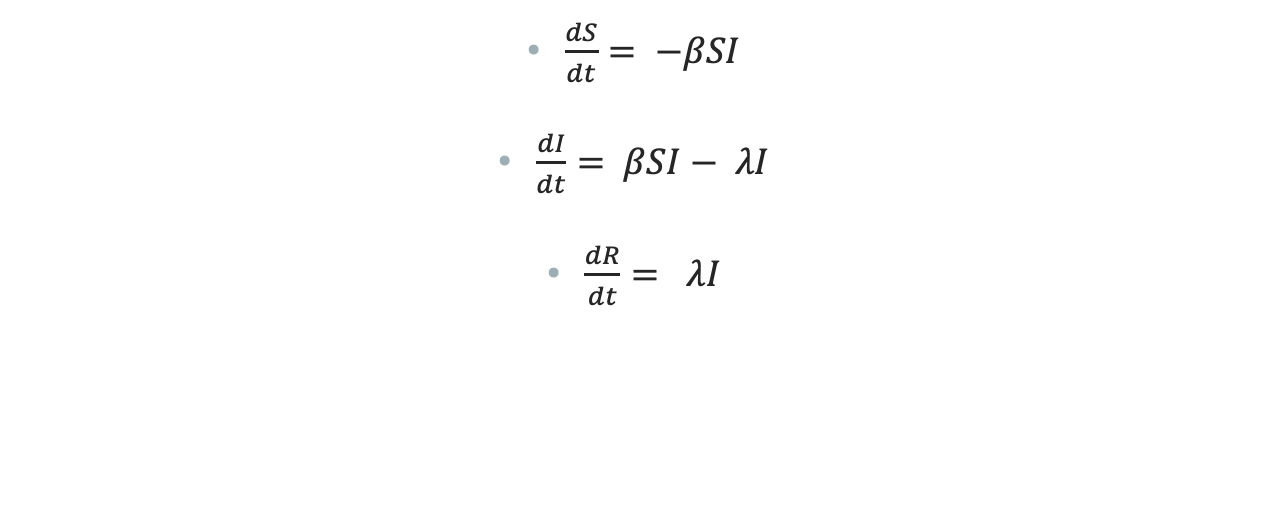 • dS/dt = −βSI
• dI/dt = βSI − λI
• dR/dt = λI